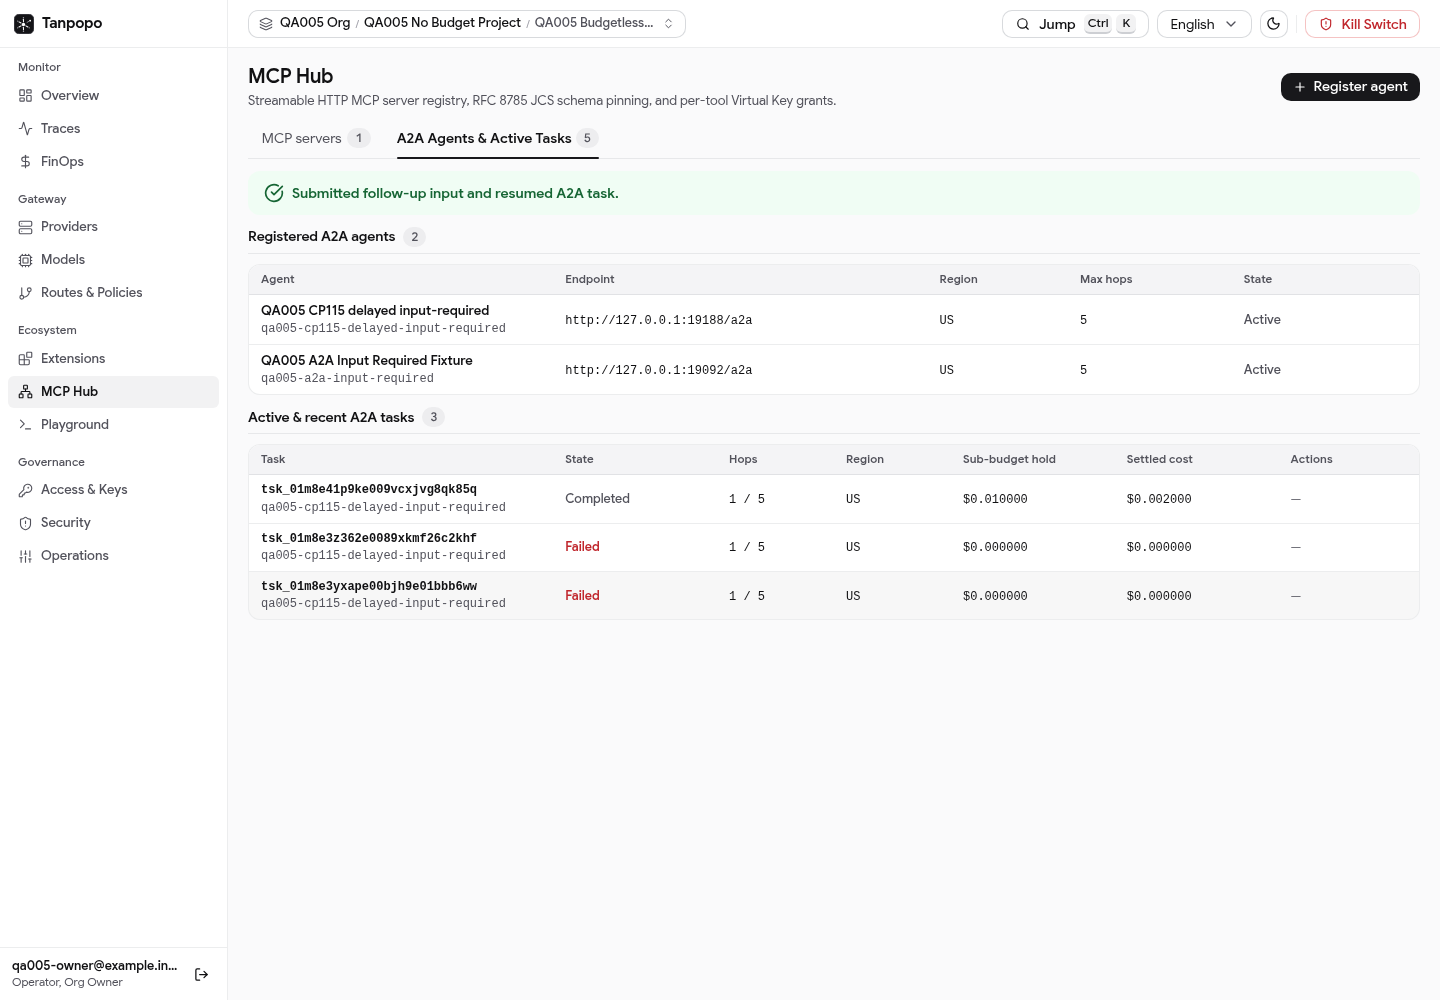 Tanpopo
QA005 Org / QA005 No Budget Project / QA005 Budgetless...
Jump Ctrl K
English
Kill Switch
Monitor
Overview
Traces
FinOps
Gateway
Providers
Models
Routes & Policies
Ecosystem
Extensions
MCP Hub
Playground
Governance
Access & Keys
Security
Operations
qa005-owner@example.in...
Operator, Org Owner
MCP Hub
Streamable HTTP MCP server registry, RFC 8785 JCS schema pinning, and per-tool Virtual Key grants.
Register agent
MCP servers 1
A2A Agents & Active Tasks 5
Submitted follow-up input and resumed A2A task.
Registered A2A agents 2
Agent Endpoint Region Max hops State
QA005 CP115 delayed input-required
qa005-cp115-delayed-input-required
http://127.0.0.1:19188/a2a US 5 Active
QA005 A2A Input Required Fixture
qa005-a2a-input-required
http://127.0.0.1:19092/a2a US 5 Active
Active & recent A2A tasks 3
Task State Hops Region Sub-budget hold Settled cost Actions
tsk_01m8e41p9ke009vcxjvg8qk85q
qa005-cp115-delayed-input-required
Completed 1 / 5 US $0.010000 $0.002000 —
tsk_01m8e3z362e0089xkmf26c2khf
qa005-cp115-delayed-input-required
Failed 1 / 5 US $0.000000 $0.000000 —
tsk_01m8e3yxape00bjh9e01bbb6ww
qa005-cp115-delayed-input-required
Failed 1 / 5 US $0.000000 $0.000000 —